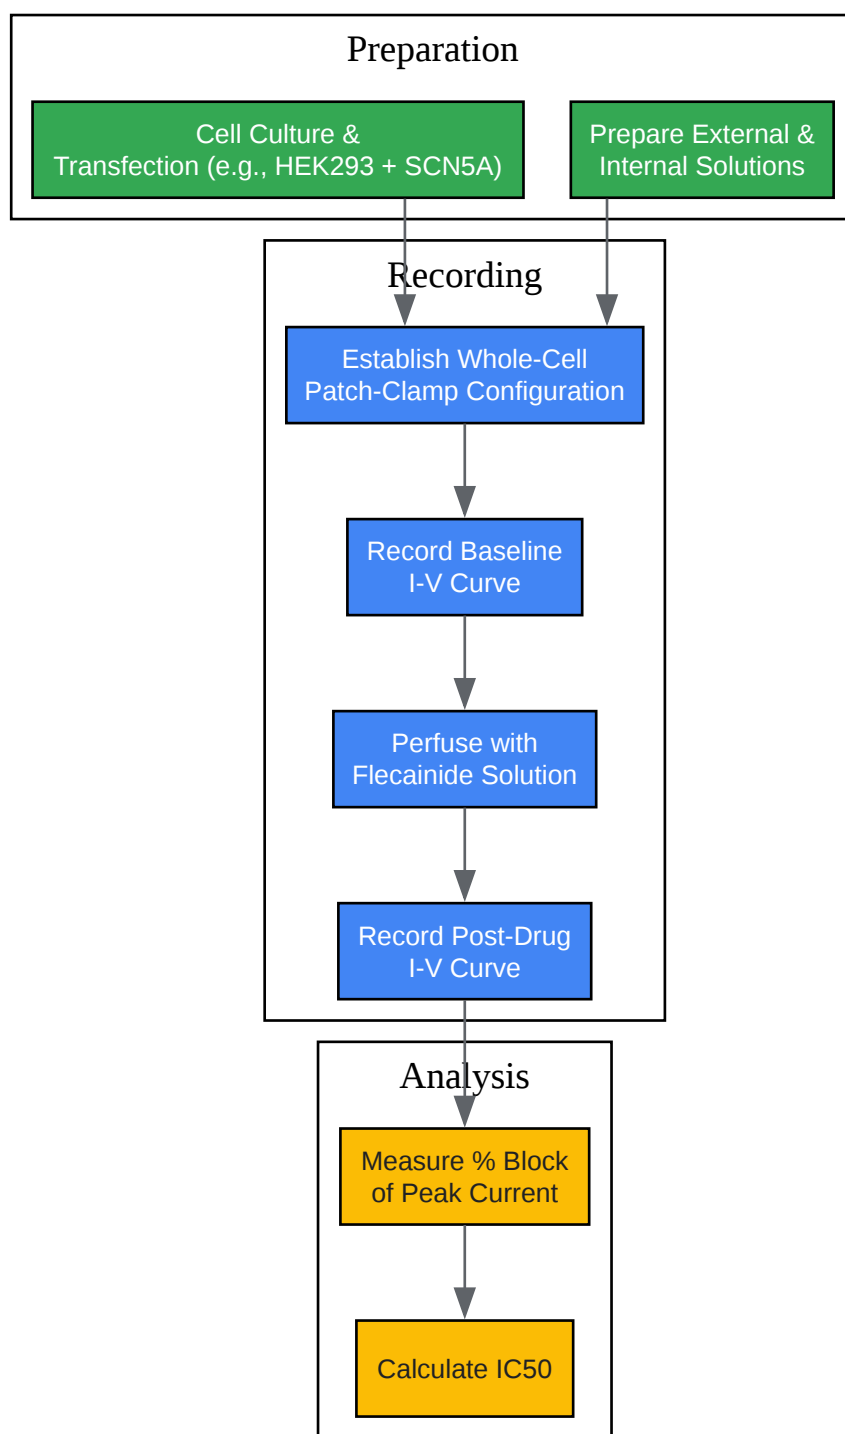 Preparation
Cell Culture &
Transfection (e.g., HEK293 + SCN5A)
Prepare External &
Internal Solutions
Recording
Establish Whole-Cell
Patch-Clamp Configuration
Record Baseline
I-V Curve
Perfuse with
Flecainide Solution
Record Post-Drug
I-V Curve
Analysis
Measure % Block
of Peak Current
Calculate IC50